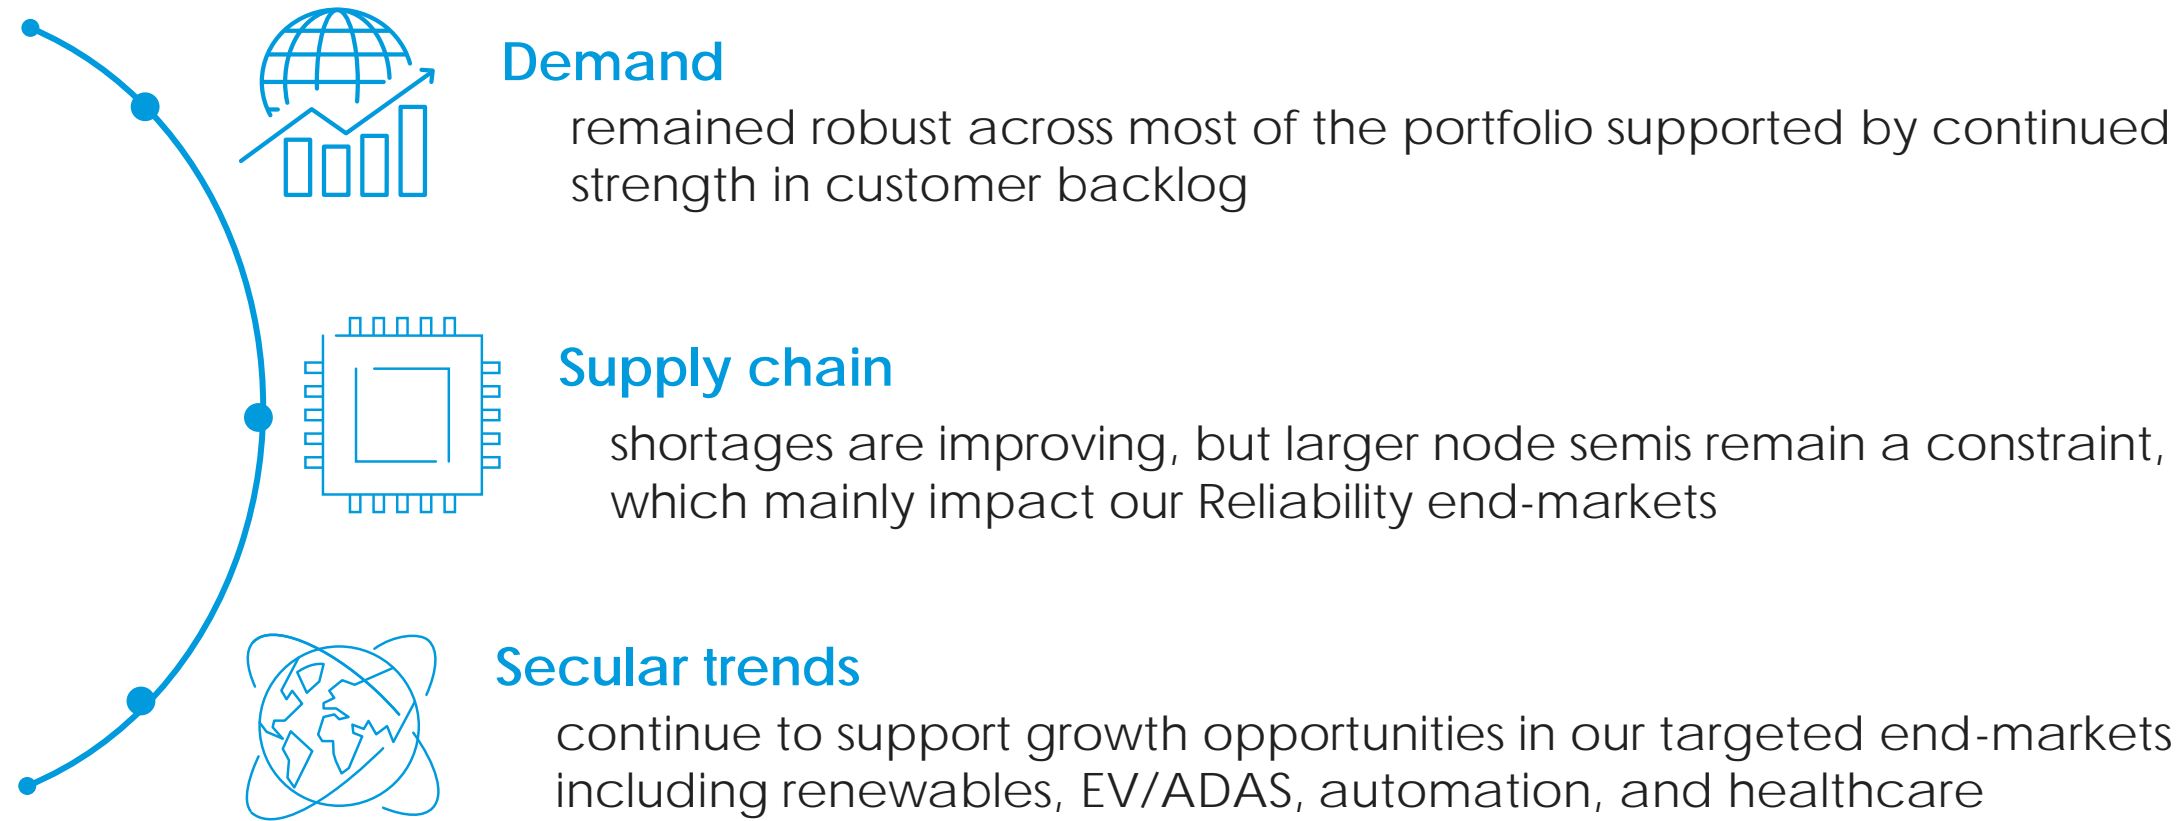 Demand
remained robust across most of the portfolio supported by continued
strength in customer backlog
Supply chain
shortages are improving, but larger node semis remain a constraint,
which mainly impact our Reliability end-markets
Secular trends
continue to support growth opportunities in our targeted end-markets
including renewables, EV/ADAS, automation, and healthcare